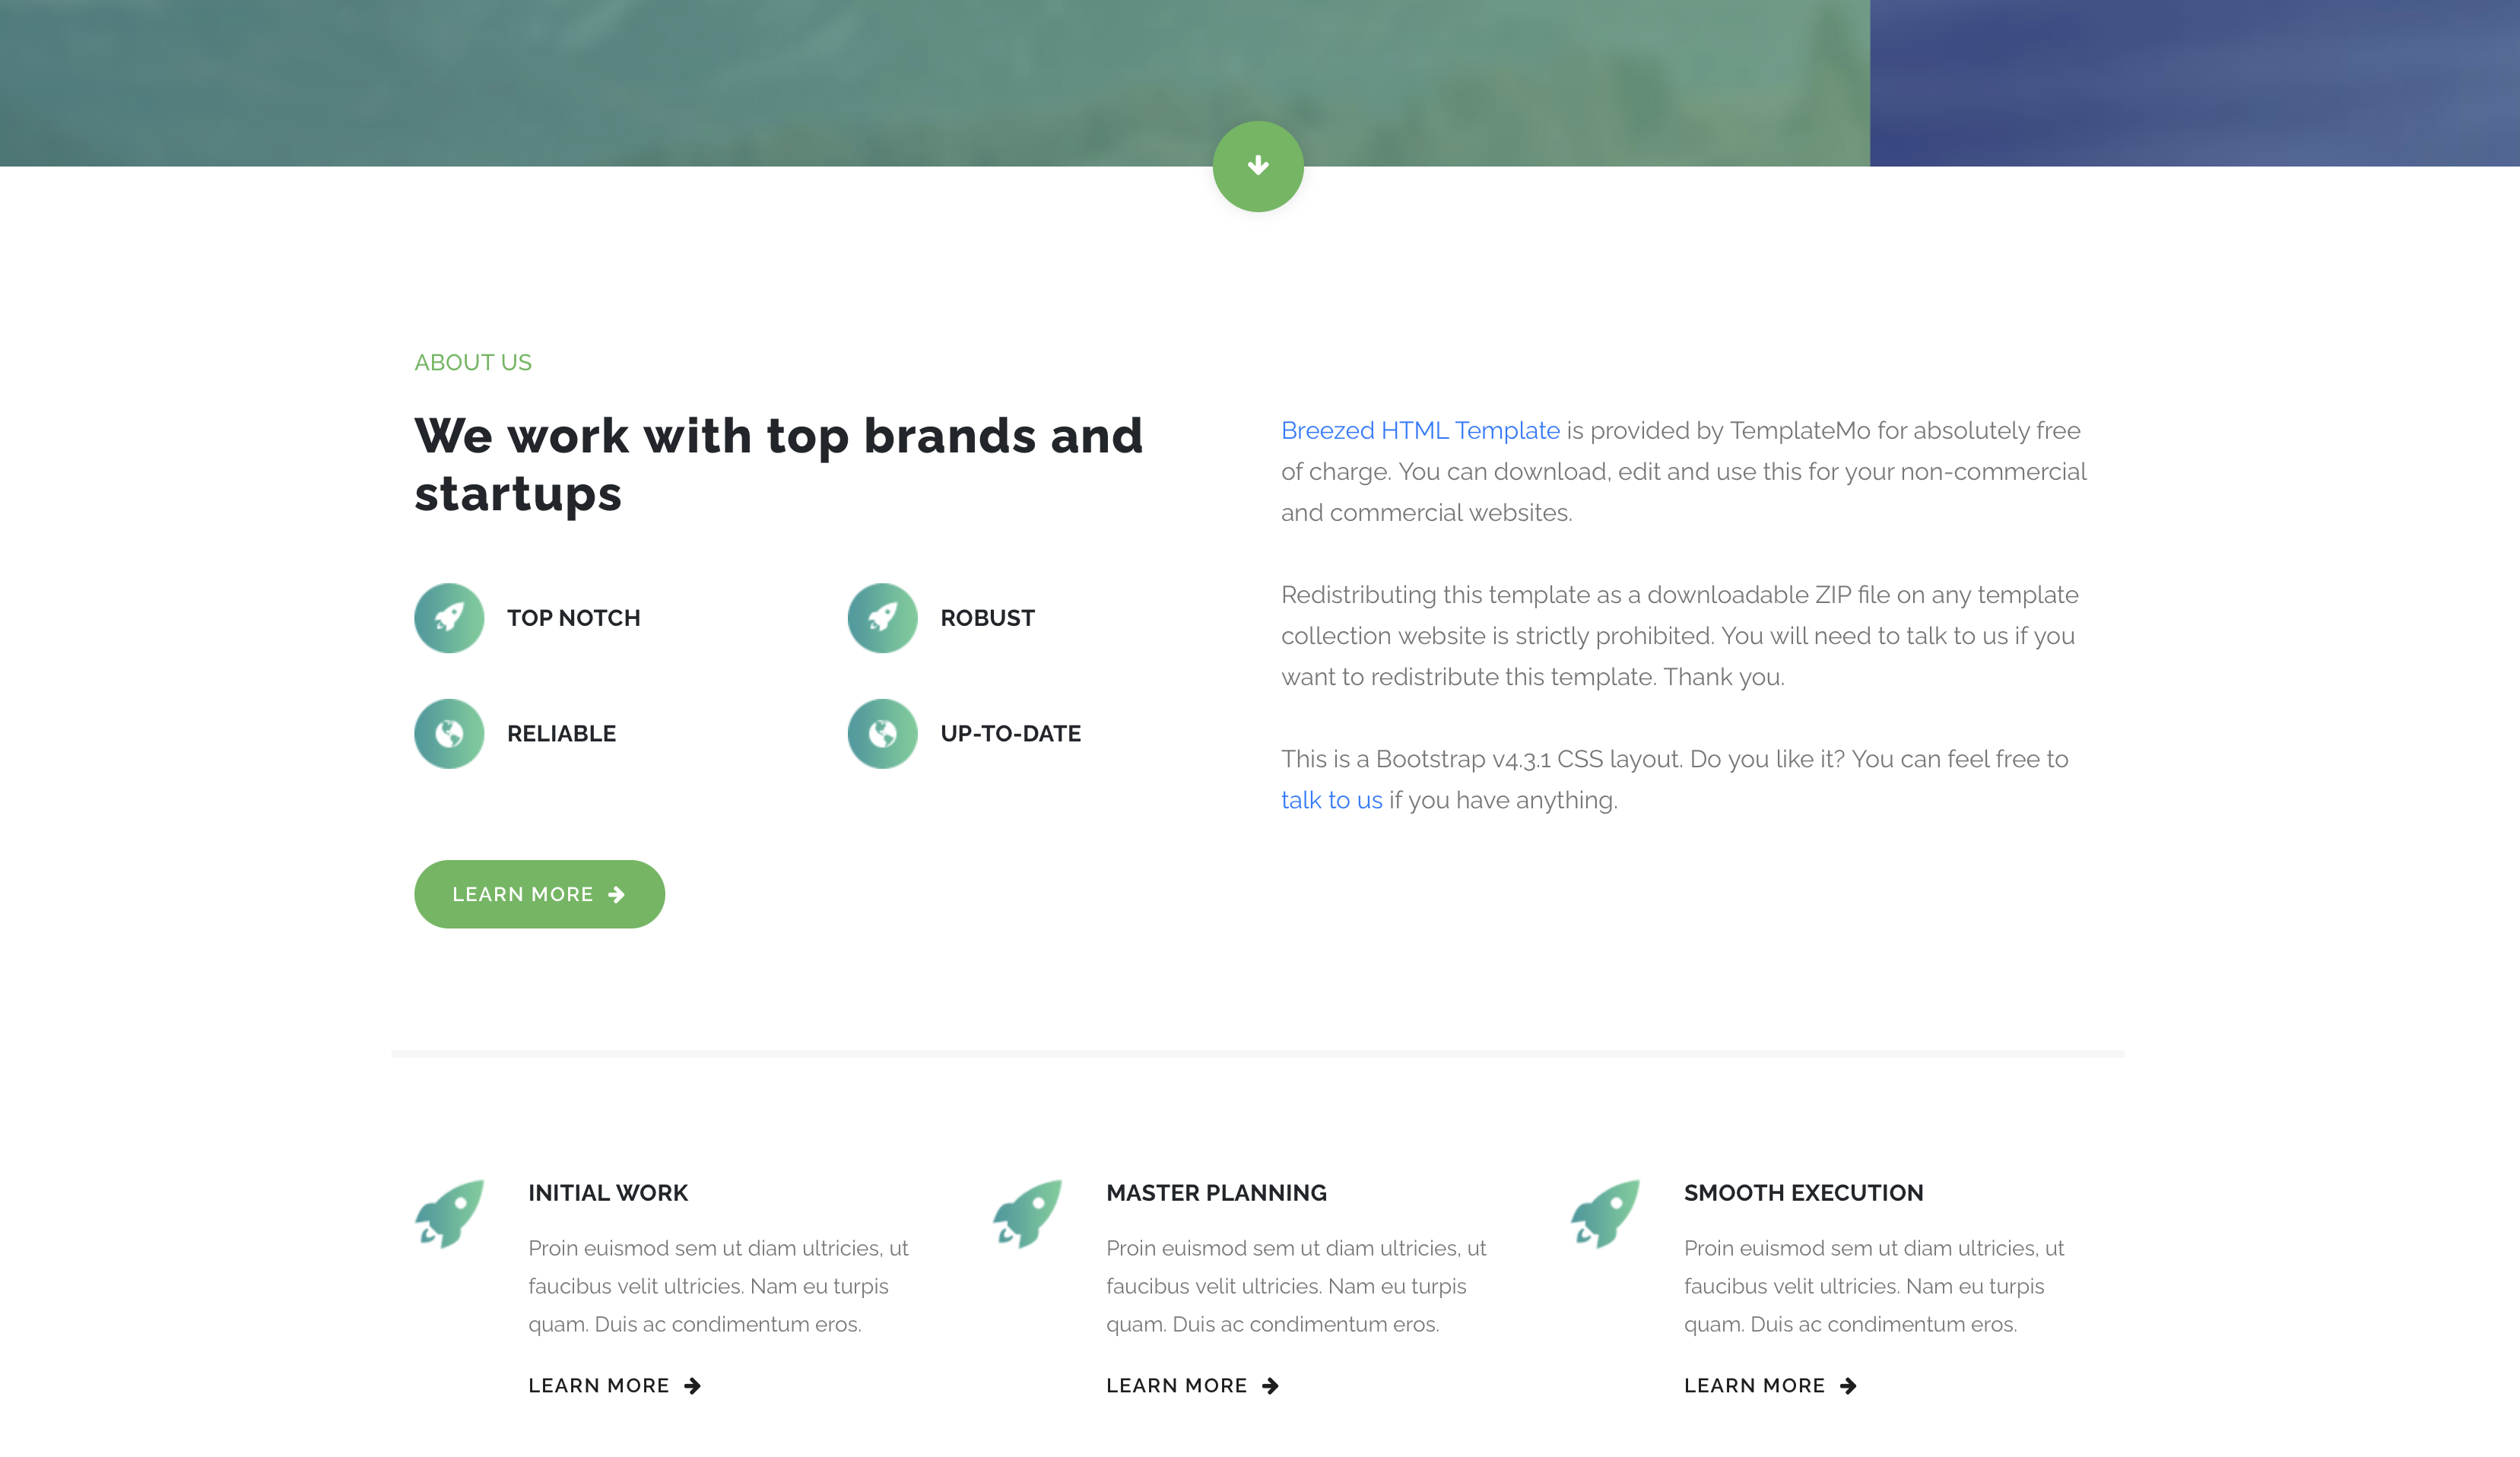 ABOUT US
We work with top brands and
startups
TOP NOTCH
ROBUST
RELIABLE
UP-TO-DATE
LEARN MORE
Breezed HTML Template is provided by TemplateMo for absolutely free
of charge. You can download, edit and use this for your non-commercial
and commercial websites.
Redistributing this template as a downloadable ZIP file on any template
collection website is strictly prohibited. You will need to talk to us if you
want to redistribute this template. Thank you.
This is a Bootstrap v4.3.1 CSS layout. Do you like it? You can feel free to
talk to us if you have anything.
INITIAL WORK
Proin euismod sem ut diam ultricies, ut
faucibus velit ultricies. Nam eu turpis
quam. Duis ac condimentum eros.
LEARN MORE
MASTER PLANNING
Proin euismod sem ut diam ultricies, ut
faucibus velit ultricies. Nam eu turpis
quam. Duis ac condimentum eros.
LEARN MORE
SMOOTH EXECUTION
Proin euismod sem ut diam ultricies, ut
faucibus velit ultricies. Nam eu turpis
quam. Duis ac condimentum eros.
LEARN MORE